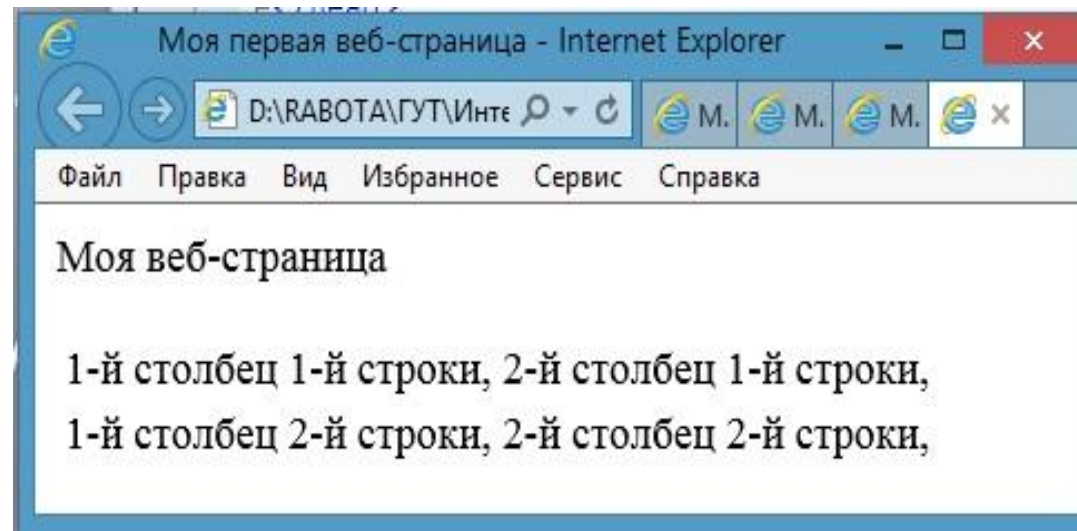 Моя первая веб-страница - Internet Explorer
D:\RABOTA\ГУТ\Инте
М. М. М.
Файл Правка Вид Избранное Сервис Справка
Моя веб-страница
1-й столбец 1-й строки, 2-й столбец 1-й строки,
1-й столбец 2-й строки, 2-й столбец 2-й строки,